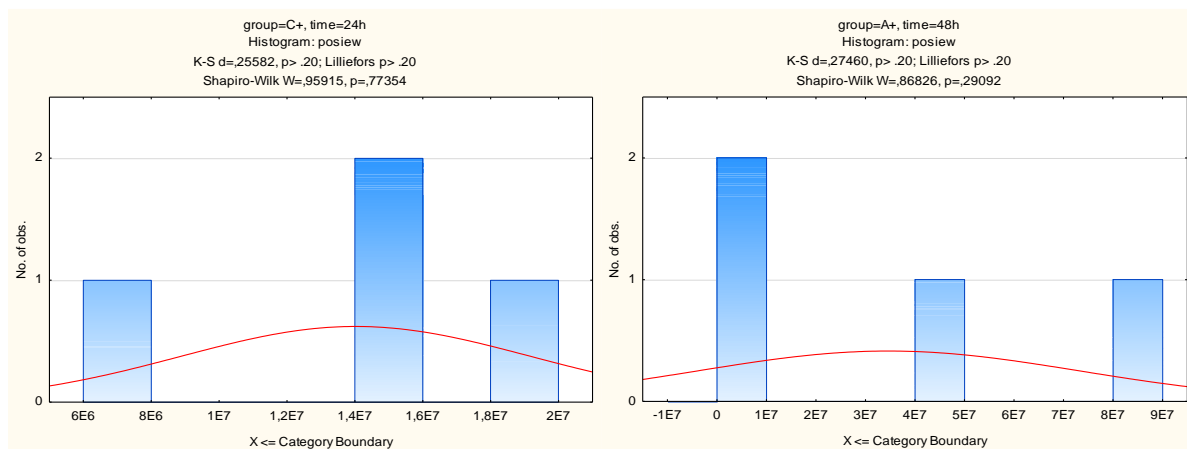 group=C+, time=24h
Histogram: posiew
K-S d=,25582, p> .20; Lilliefors p> .20
Shapiro-Wilk W=,95915, p=,77354
No. of obs.
2
1
0
6E6 8E6 1E7 1,2E7 1,4E7 1,6E7 1,8E7 2E7
X <= Category Boundary
group=A+, time=48h
Histogram: posiew
K-S d=,27460, p> .20; Lilliefors p> .20
Shapiro-Wilk W=,86826, p=,29092
No. of obs.
2
1
0
-1E7 0 1E7 2E7 3E7 4E7 5E7 6E7 7E7 8E7 9E7
X <= Category Boundary